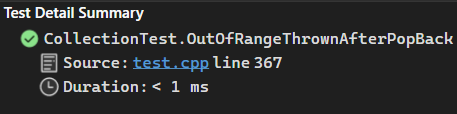 Test Detail Summary
CollectionTest.OutOfRangeThrownAfterPopBack
Source: test.cpp line 367
Duration: < 1 ms